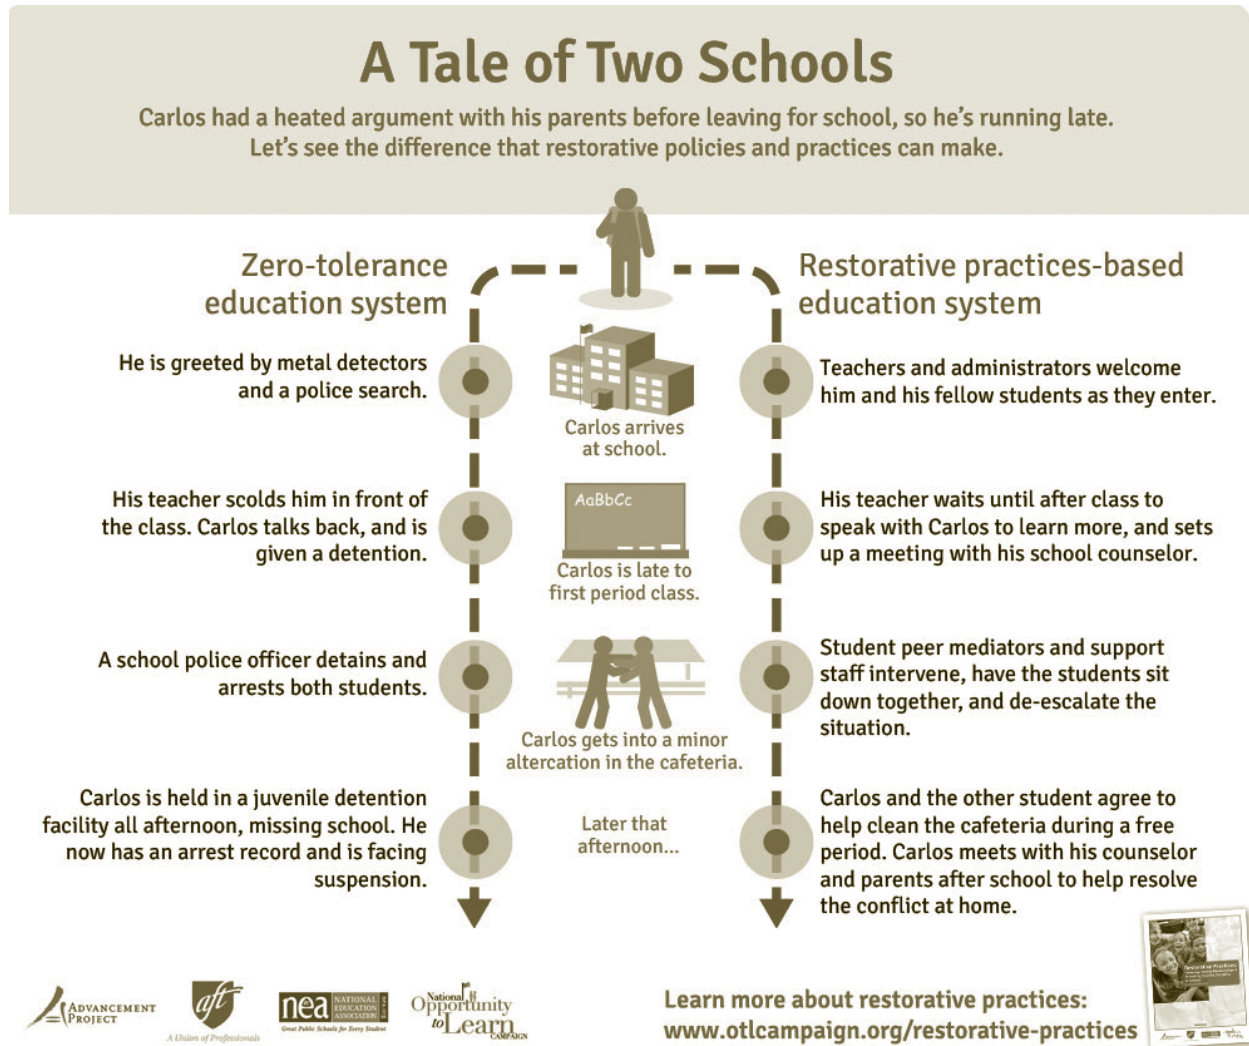 A Tale of Two Schools
Carlos had a heated argument with his parents before leaving for school, so he's running late.
Let's see the difference that restorative policies and practices can make.
Zero-tolerance
education system
Restorative practices-based
education system
He is greeted by metal detectors
and a police search.
Carlos arrives
at school.
Teachers and administrators welcome
him and his fellow students as they enter.
His teacher scolds him in front of
the class. Carlos talks back, and is
given a detention.
AaBbCc
Carlos is late to
first period class.
His teacher waits until after class to
speak with Carlos to learn more, and sets
up a meeting with his school counselor.
A school police officer detains and
arrests both students.
Carlos gets into a minor
altercation in the cafeteria.
Student peer mediators and support
staff intervene, have the students sit
down together, and de-escalate the
situation.
Carlos is held in a juvenile detention
facility all afternoon, missing school. He
now has an arrest record and is facing
suspension.
Later that
afternoon...
Carlos and the other student agree to
help clean the cafeteria during a free
period. Carlos meets with his counselor
and parents after school to help resolve
the conflict at home.
ADVANCEMENT
PROJECT
aft
A Union of Professionals
nea
NATIONAL
EDUCATION
ASSOCIATION
Great Public Schools for Every Student
National
Opportunity
to Learn
CAMPAIGN
Learn more about restorative practices:
www.otlcampaign.org/restorative-practices
Restorative Practices